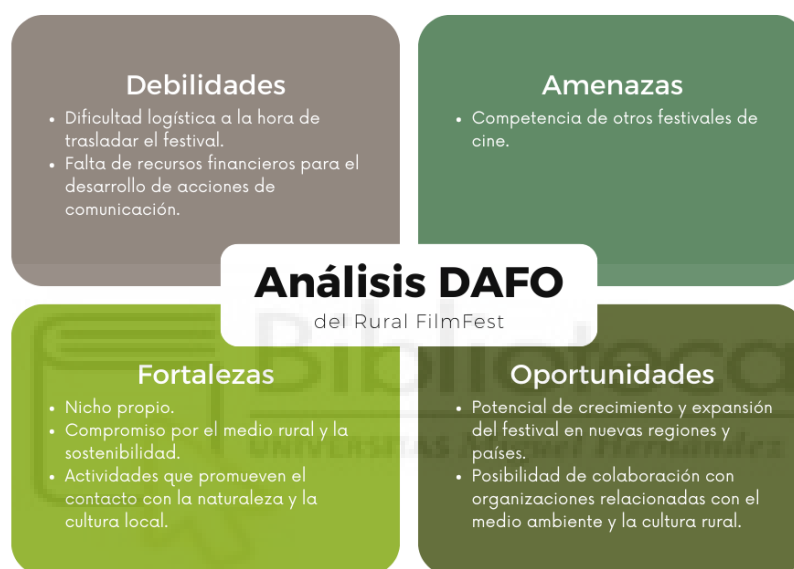 Debilidades
• Dificultad logística a la hora de
trasladar el festival.
• Falta de recursos financieros para el
desarrollo de acciones de
comunicación.
Amenazas
• Competencia de otros festivales de
cine.
Análisis DAFO
del Rural FilmFest
Fortalezas
• Nicho propio.
• Compromiso por el medio rural y la
sostenibilidad.
• Actividades que promueven el
contacto con la naturaleza y la
cultura local.
Oportunidades
• Potencial de crecimiento y expansión
del festival en nuevas regiones y
países.
• Posibilidad de colaboración con
organizaciones relacionadas con el
medio ambiente y la cultura rural.
Biblioteca
UNIVERSITAS Miguel Hernández